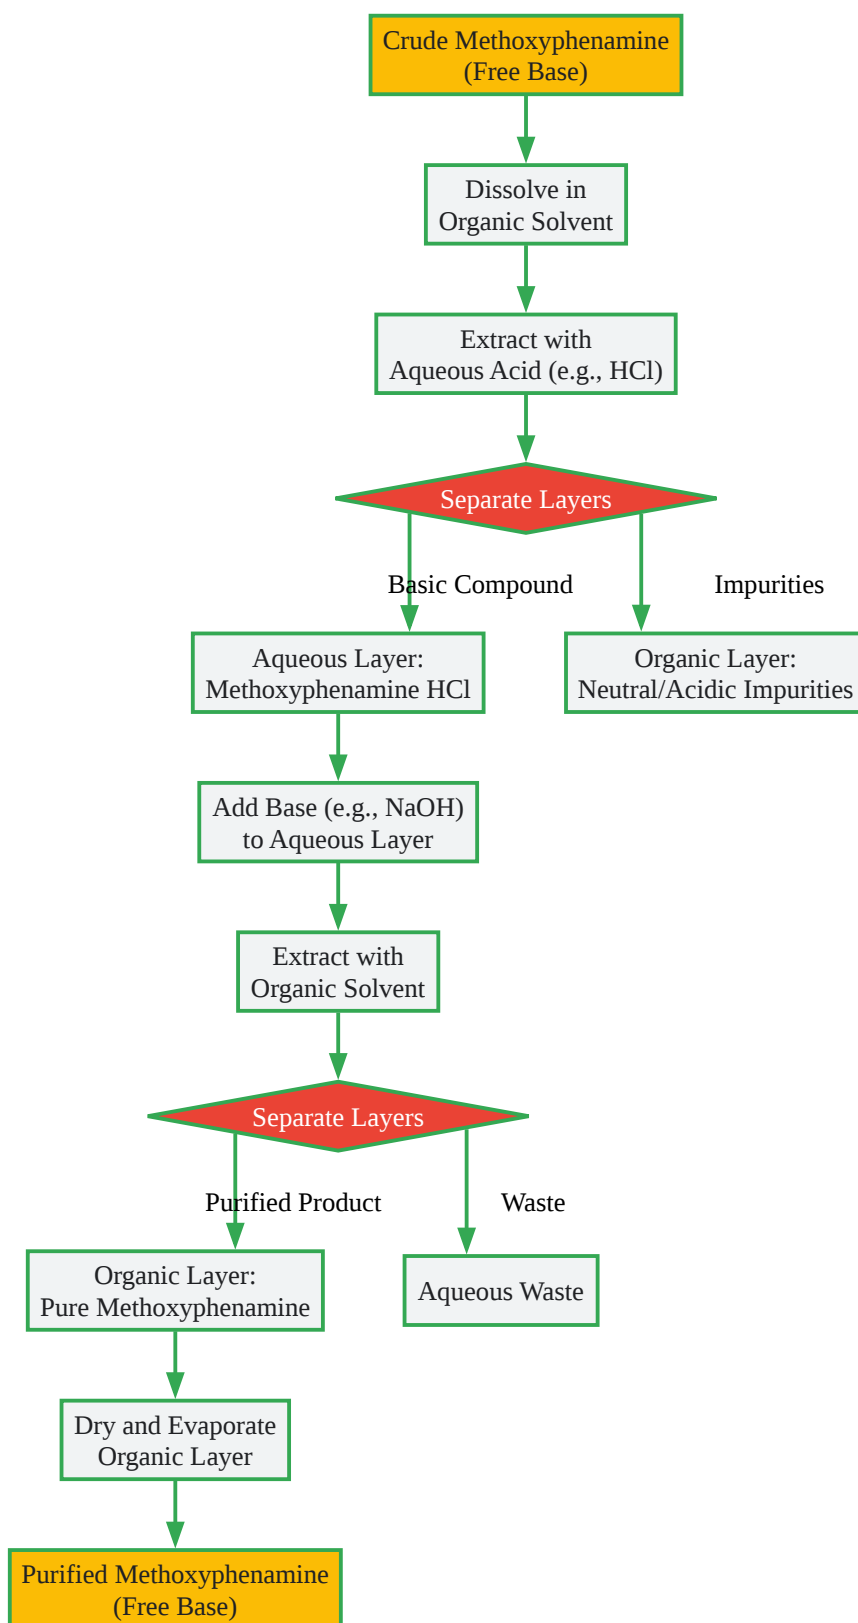 Crude Methoxyphenamine
(Free Base)
Dissolve in
Organic Solvent
Extract with
Aqueous Acid (e.g., HCl)
Separate Layers
Basic Compound
Impurities
Aqueous Layer:
Methoxyphenamine HCl
Organic Layer:
Neutral/Acidic Impurities
Add Base (e.g., NaOH)
to Aqueous Layer
Extract with
Organic Solvent
Separate Layers
Purified Product
Waste
Organic Layer:
Pure Methoxyphenamine
Aqueous Waste
Dry and Evaporate
Organic Layer
Purified Methoxyphenamine
(Free Base)